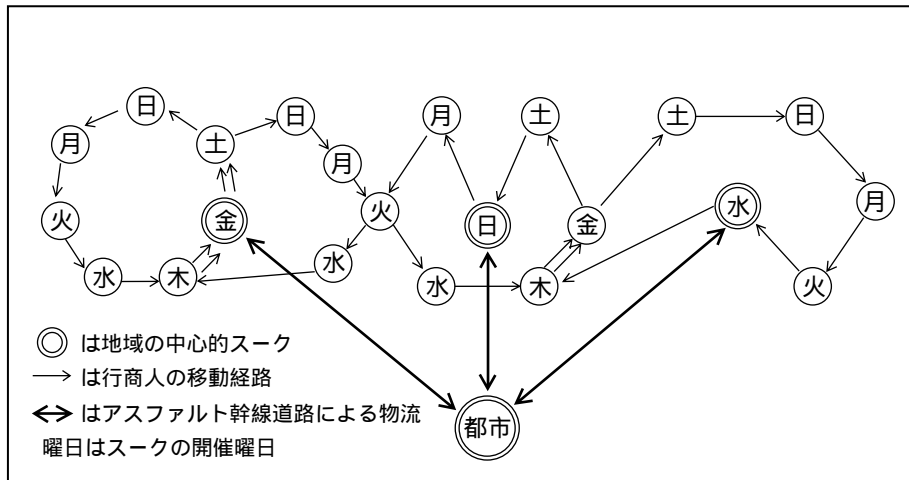 日
月
土
日
月
火
水
木
金
月
火
水
日
月
土
日
水
木
金
土
日
月
火
水
都市
は地域の中心的スーク
は行商人の移動経路
はアスファルト幹線道路による物流
曜日はスークの開催曜日